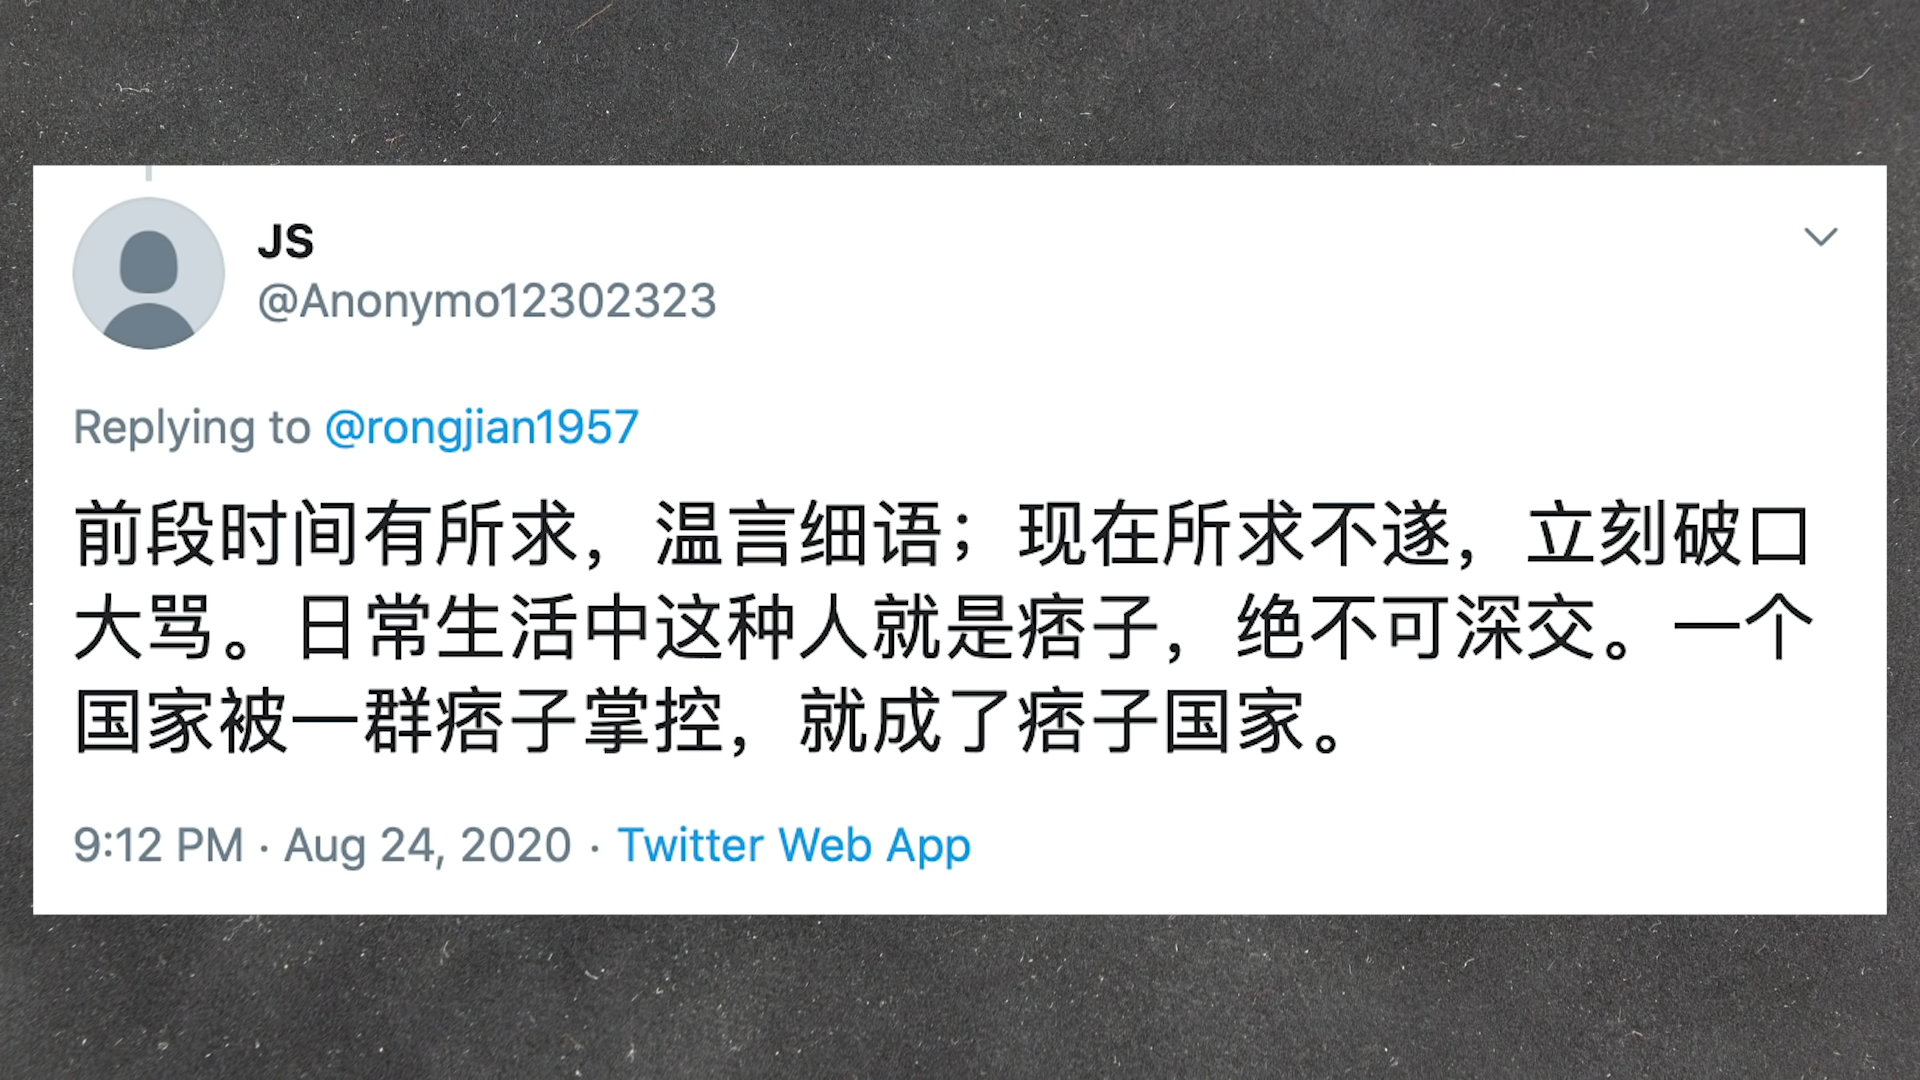 JS
@Anonymo12302323
Replying to @rongjian1957
前段时间有所求，温言细语；现在所求不遂，立刻破口
大骂。日常生活中这种人就是痞子，绝不可深交。一个
国家被一群痞子掌控，就成了痞子国家。
9:12 PM · Aug 24, 2020 · Twitter Web App